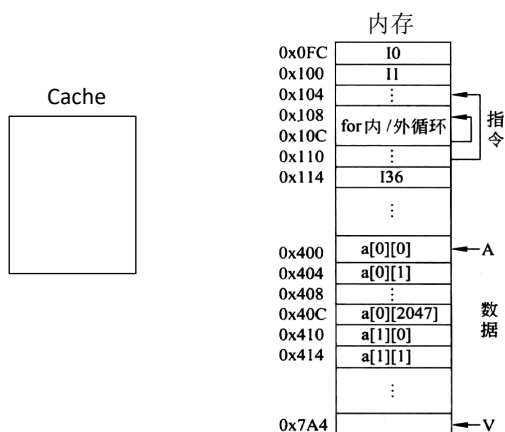 内存
0x0FC I0
0x100 I1
0x104 ⋮
Cache
0x108
for内/外循环
0x10C
指令
0x110 ⋮
0x114 I36
⋮
0x400 a[0][0] A
0x404 a[0][1]
0x408 ⋮
0x40C a[0][2047]
数据
0x410 a[1][0]
0x414 a[1][1]
⋮
0x7A4 V